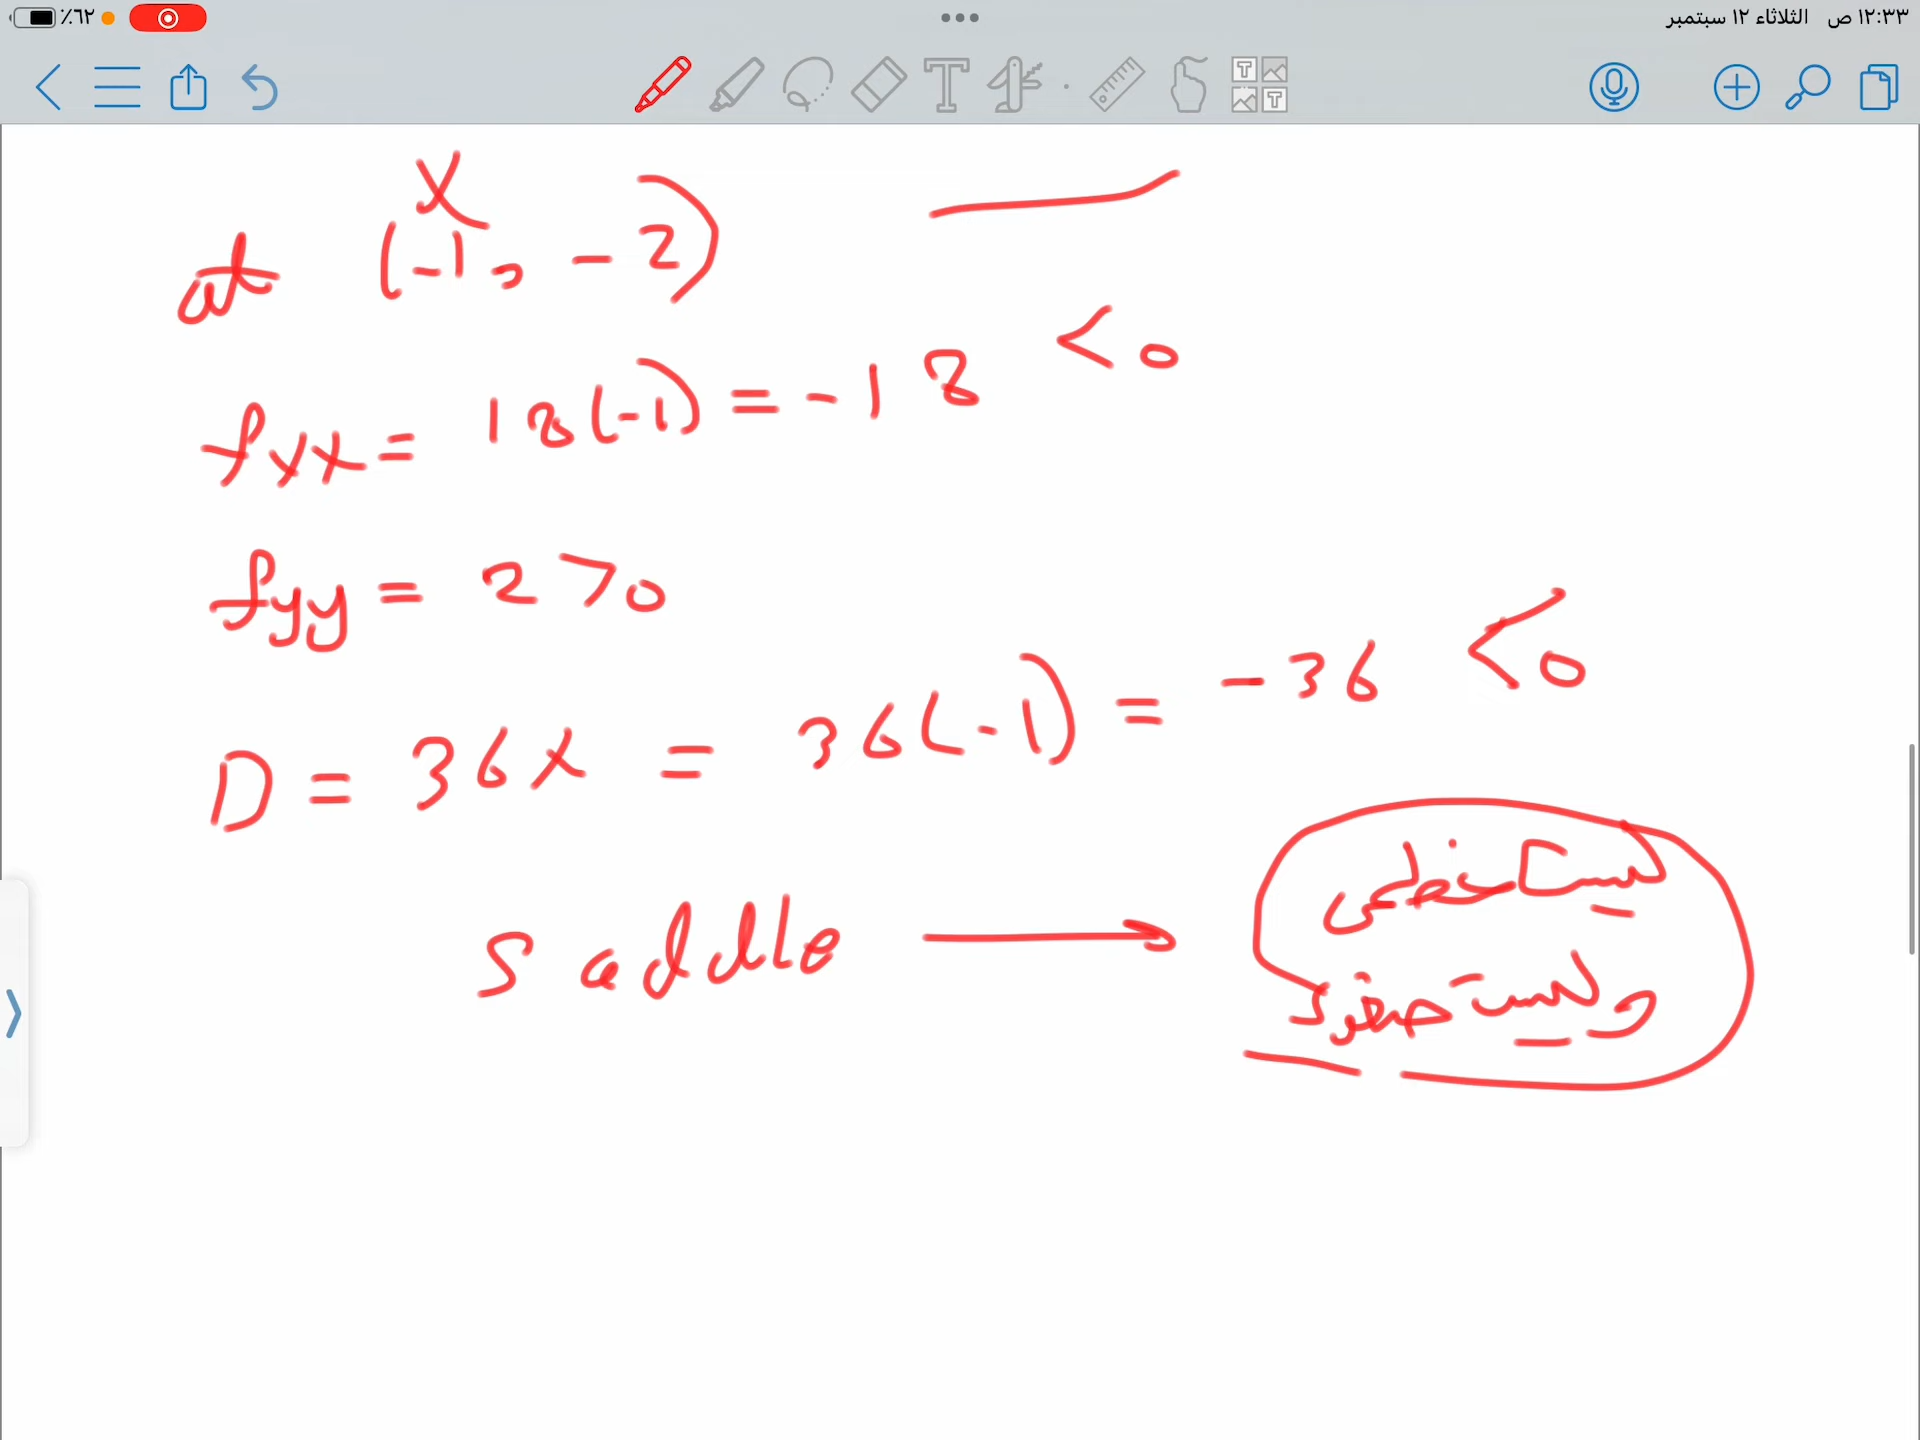 ٪٦٢
١٢:٣٣ ص الثلاثاء ١٢ سبتمبر
x
at (-1, -2)
fxx = 18(-1) = -18 <0
fyy = 2 >0
D = 36x = 36(-1) = -36 <0
saddle → ليست عظمى
وليست صغرى